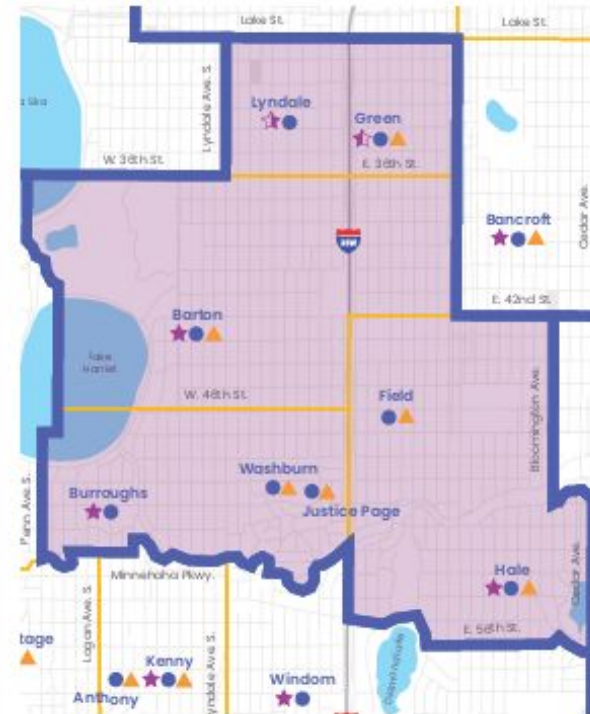 Lake St.
Lake St.
Lyndale Ave. S.
Lyndale
Green
W. 36th St.
E. 36th St.
Bancroft
Cedar Ave.
E. 42nd St.
Barton
Lake
Harriet
W. 46th St.
Field
Bloomington Ave.
Washburn
Burroughs
Justice Page
Penn Ave. S.
Hale
Cedar Ave.
Minnehaha Pkwy.
E. 56th St.
Logan Ave. S.
tage
Kenny
Anthony
yndale Ave. S.
Windom